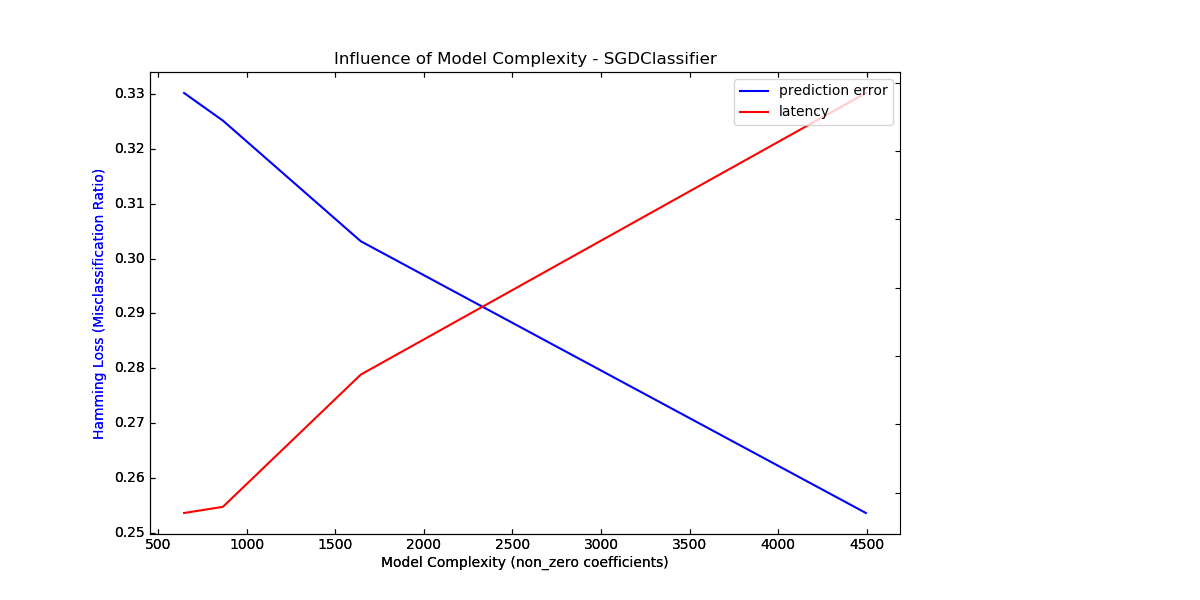 Influence of Model Complexity - SGDClassifier
prediction error
latency
0.33
0.32
0.31
0.30
0.29
0.28
0.27
0.26
0.25
Hamming Loss (Misclassification Ratio)
500 1000 1500 2000 2500 3000 3500 4000 4500
Model Complexity (non_zero coefficients)